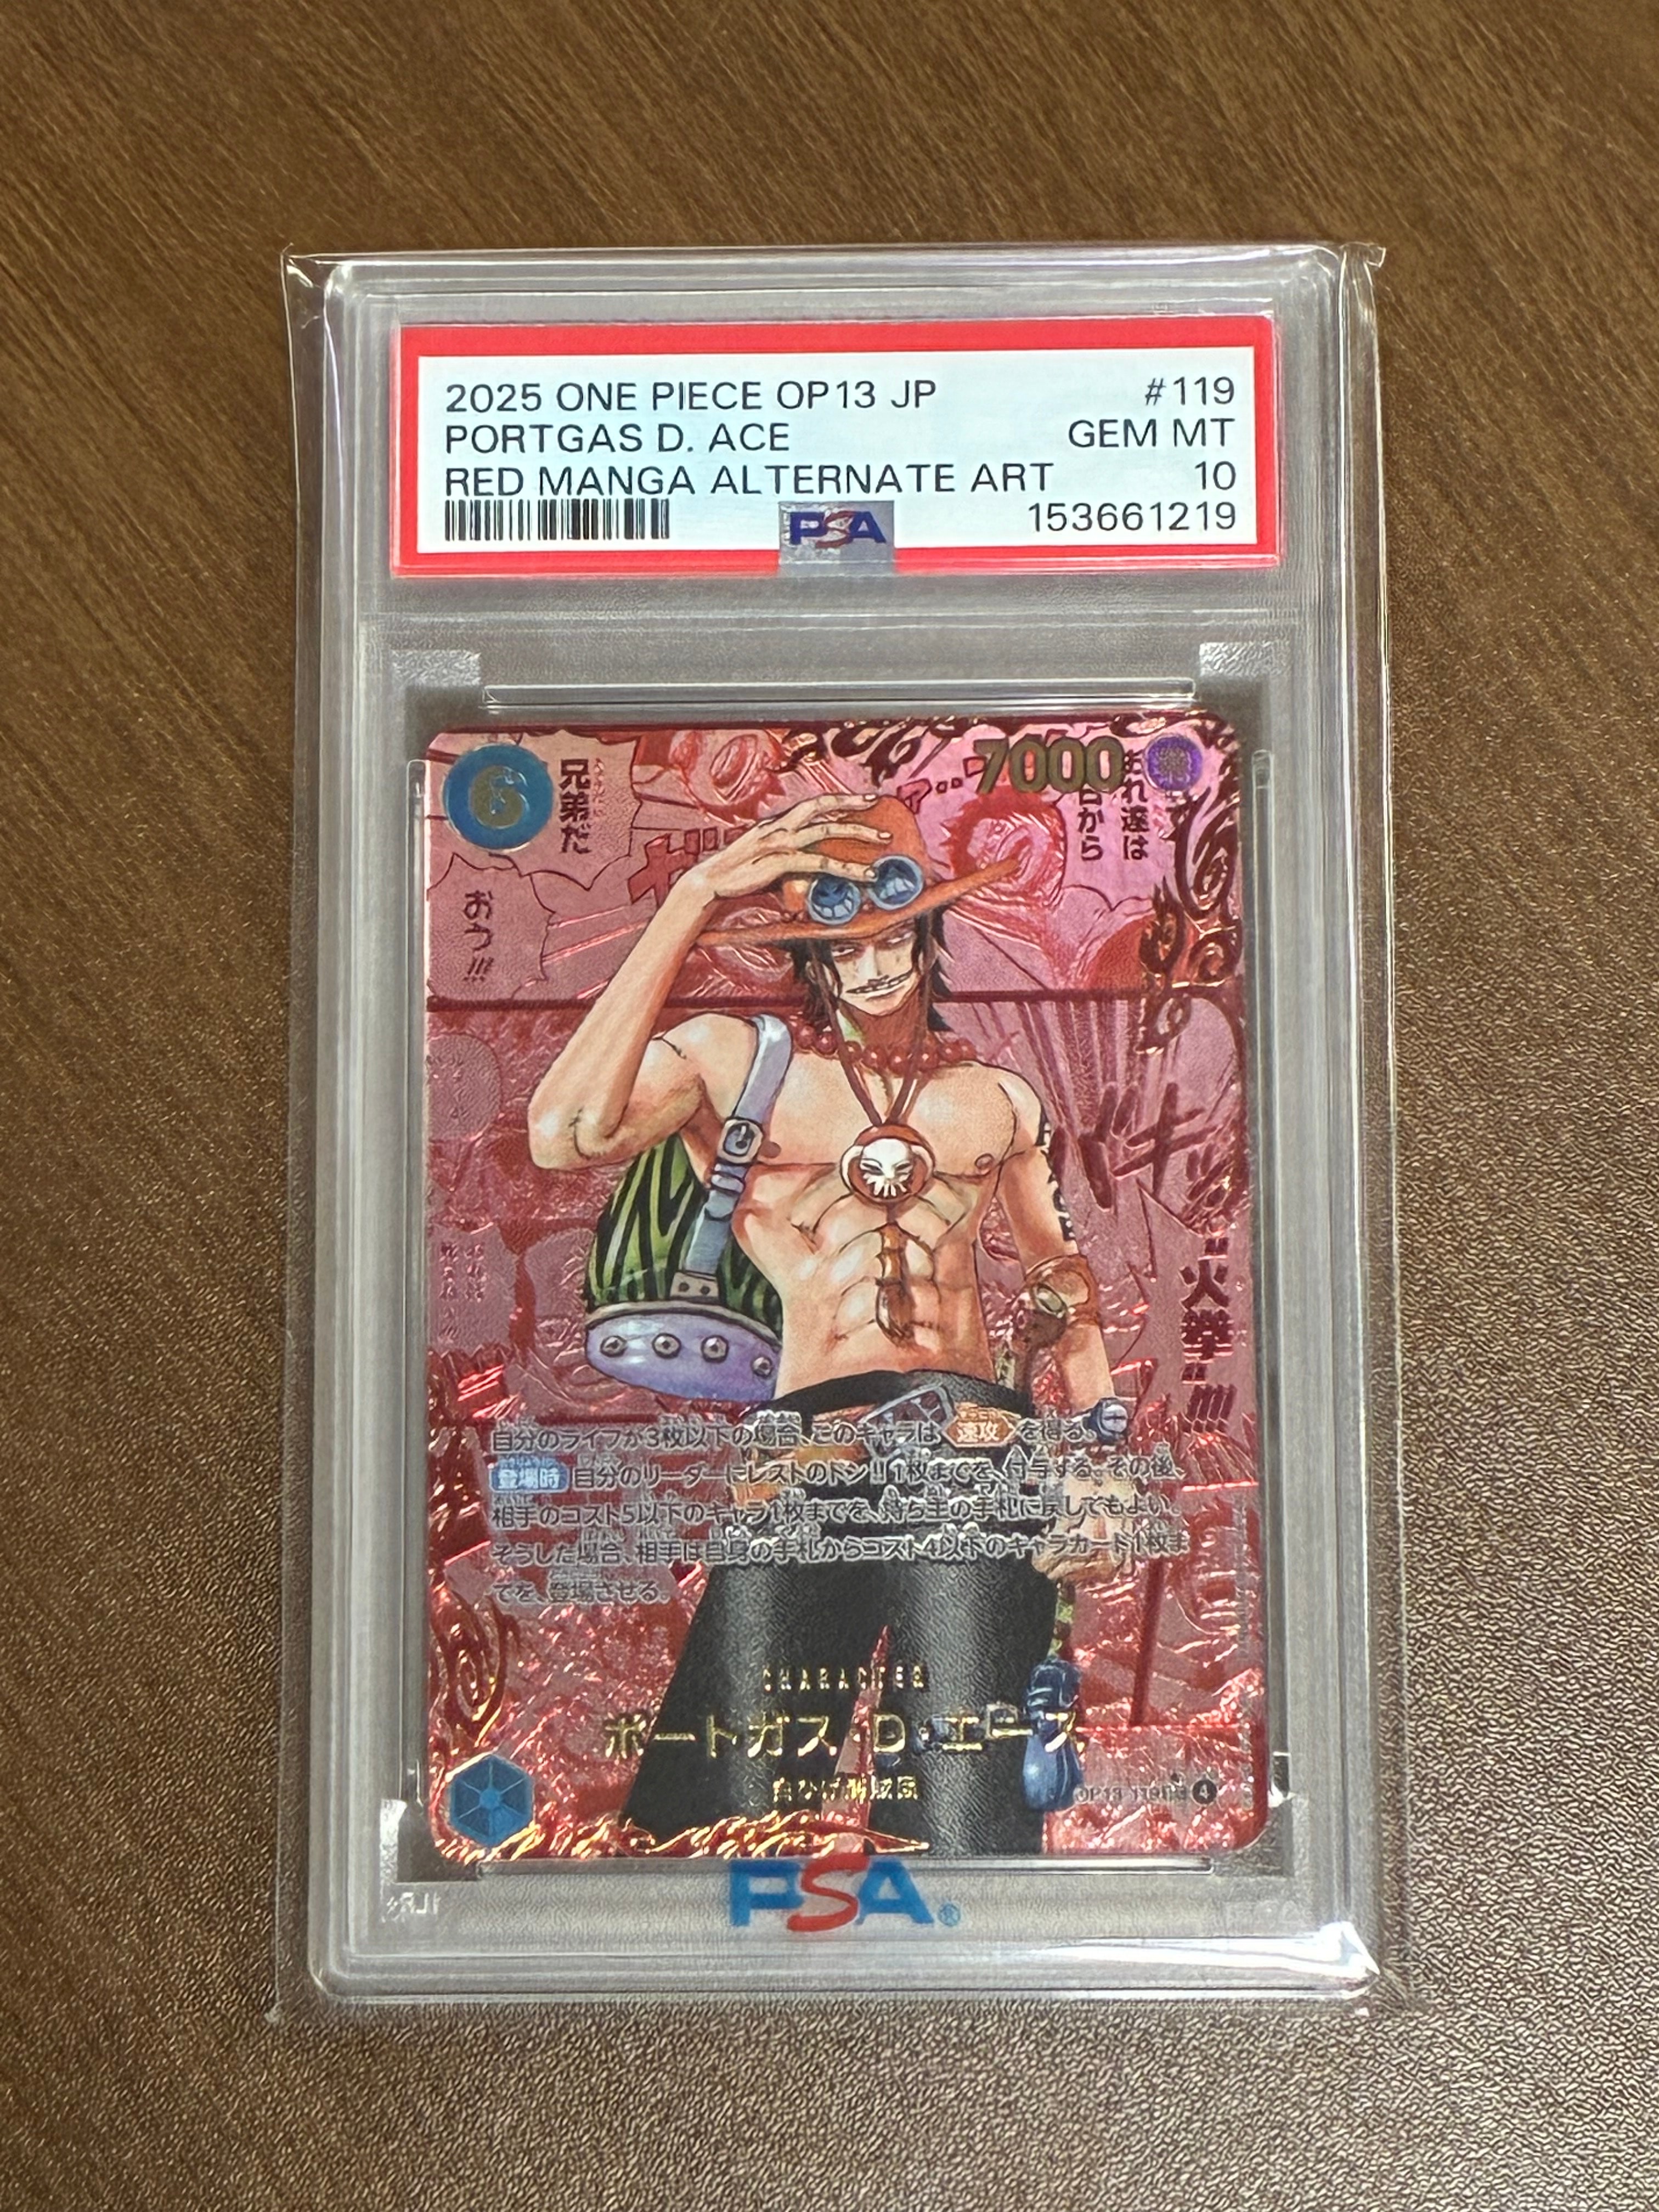 2025 ONE PIECE OP13 JP #119
PORTGAS D. ACE GEM MT
RED MANGA ALTERNATE ART 10
PSA 153661219
6
7000
特
兄弟だ
おう!!!
おれ達は
今日から
バキッ
"火拳"!!!!
自分のライフが3枚以下の場合、このキャラは、速攻を得る。
登場時 自分のリーダーにレストのドン!!1枚までを、付与する。その後、
相手のコスト5以下のキャラ1枚までを、持ち主の手札に戻してもよい。
そうした場合、相手は自身の手札からコスト4以下のキャラカード1枚ま
でを、登場させる。
CHARACTER
ポートガス・D・エース
白ひげ海賊団
OP13-119 4
PSA®